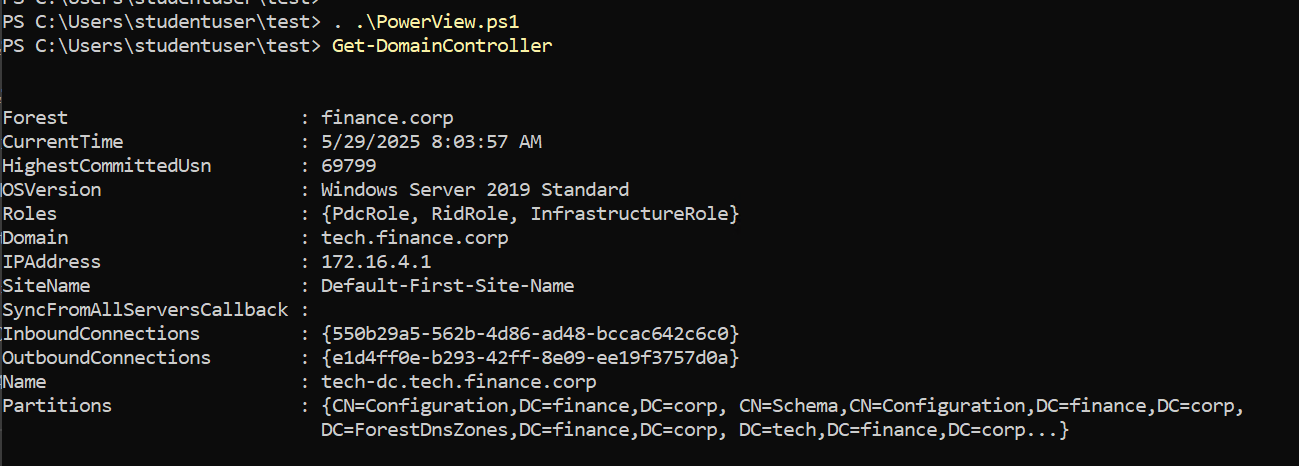 PS C:\Users\studentuser\test> . .\PowerView.ps1
PS C:\Users\studentuser\test> Get-DomainController
Forest                     : finance.corp
CurrentTime                : 5/29/2025 8:03:57 AM
HighestCommittedUsn        : 69799
OSVersion                  : Windows Server 2019 Standard
Roles                      : {PdcRole, RidRole, InfrastructureRole}
Domain                     : tech.finance.corp
IPAddress                  : 172.16.4.1
SiteName                   : Default-First-Site-Name
SyncFromAllServersCallback :
InboundConnections         : {550b29a5-562b-4d86-ad48-bccac642c6c0}
OutboundConnections        : {e1d4ff0e-b293-42ff-8e09-ee19f3757d0a}
Name                       : tech-dc.tech.finance.corp
Partitions                 : {CN=Configuration,DC=finance,DC=corp, CN=Schema,CN=Configuration,DC=finance,DC=corp,
                             DC=ForestDnsZones,DC=finance,DC=corp, DC=tech,DC=finance,DC=corp...}